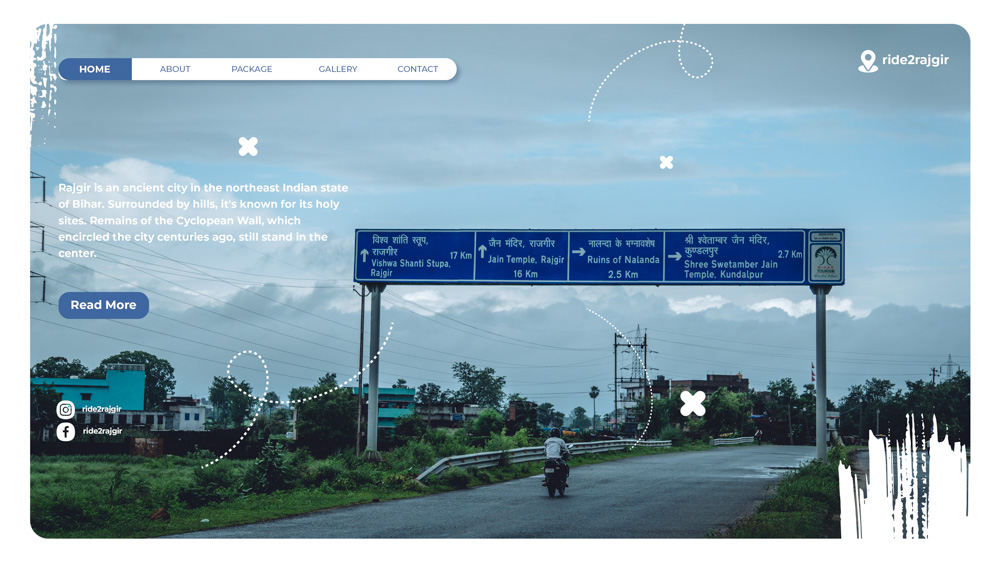 HOME
ABOUT
PACKAGE
GALLERY
CONTACT
ride2rajgir
Rajgir is an ancient city in the northeast Indian state
of Bihar. Surrounded by hills, it's known for its holy
sites. Remains of the Cyclopean Wall, which
encircled the city centuries ago, still stand in the
center.
Read More
विश्व शांति स्तूप,
राजगीर
17 Km
Vishwa Shanti Stupa,
Rajgir
जैन मंदिर, राजगीर
Jain Temple, Rajgir
16 Km
नालन्दा के भग्नावशेष
Ruins of Nalanda
2.5 Km
श्री श्वेताम्बर जैन मंदिर,
कुण्डलपुर
2.7 Km
Shree Swetamber Jain
Temple, Kundalpur
ride2rajgir
ride2rajgir